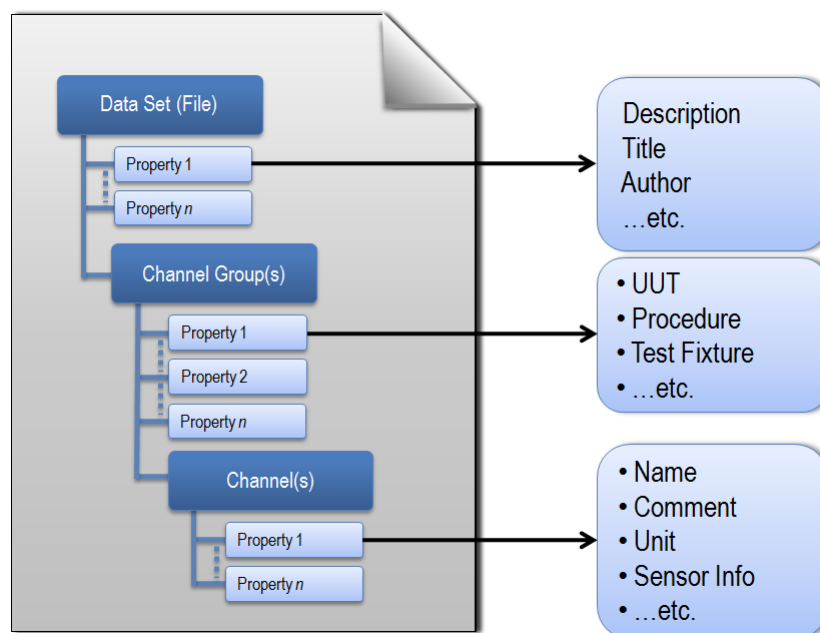 Data Set (File)
Property 1
Property n
Channel Group(s)
Property 1
Property 2
Property n
Channel(s)
Property 1
Property n
Description
Title
Author
…etc.
• UUT
• Procedure
• Test Fixture
• …etc.
• Name
• Comment
• Unit
• Sensor Info
• …etc.